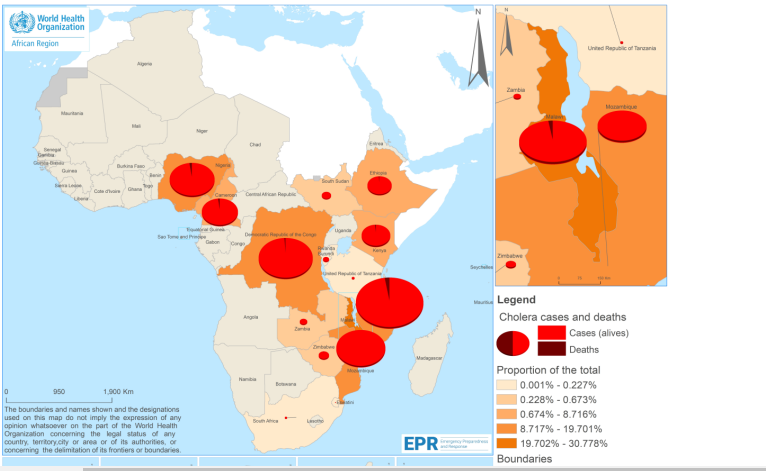 World Health
Organization
African Region
N
Algeria
Mauritania
Mali
Niger
Chad
Eritrea
Senegal
Gambia
Guinea-Bissau
Guinea
Sierra Leone
Liberia
Cote d'Ivoire
Burkina Faso
Ghana
Togo
Benin
Nigeria
Cameroon
Central African Republic
South Sudan
Ethiopia
Equatorial Guinea
Sao Tome and Principe
Gabon
Congo
Democratic Republic of the Congo
Uganda
Kenya
Rwanda
Burundi
United Republic of Tanzania
Seychelles
Angola
Zambia
Malawi
Zimbabwe
Mozambique
Madagascar
Namibia
Botswana
Eswatini
South Africa
Lesotho
0 950 1,900 Km
The boundaries and names shown and the designations
used on this map do not imply the expression of any
opinion whatsoever on the part of the World Health
Organization concerning the legal status of any
country, territory,city or area or of its authorities, or
concerning the delimitation of its frontiers or boundaries.
EPR Emergency Preparedness
and Response
N
United Republic of Tanzania
Zambia
Malawi
Mozambique
Zimbabwe
Legend
Cholera cases and deaths
Cases (alives)
Deaths
Proportion of the total
0.001% - 0.227%
0.228% - 0.673%
0.674% - 8.716%
8.717% - 19.701%
19.702% - 30.778%
Boundaries